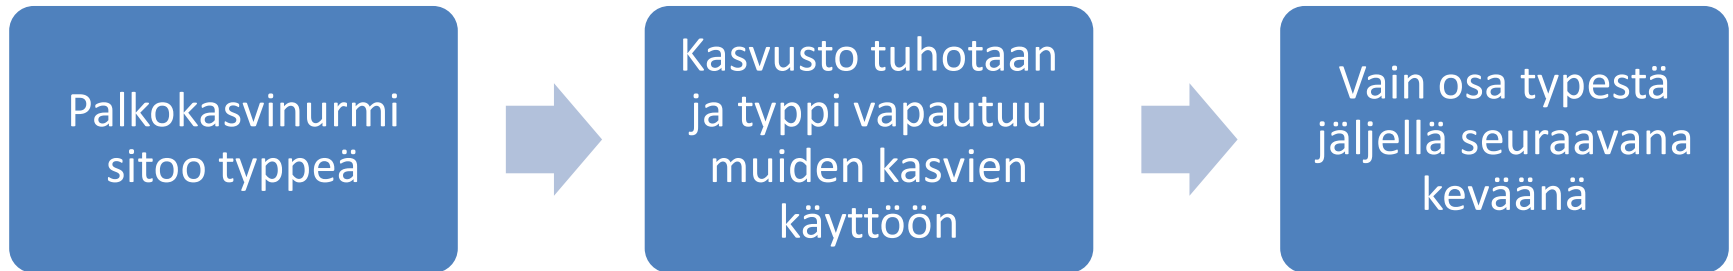 Palkokasvinurmi
sitoo typpeä
Kasvusto tuhotaan
ja typpi vapautuu
muiden kasvien
käyttöön
Vain osa typestä
jäljellä seuraavana
keväänä